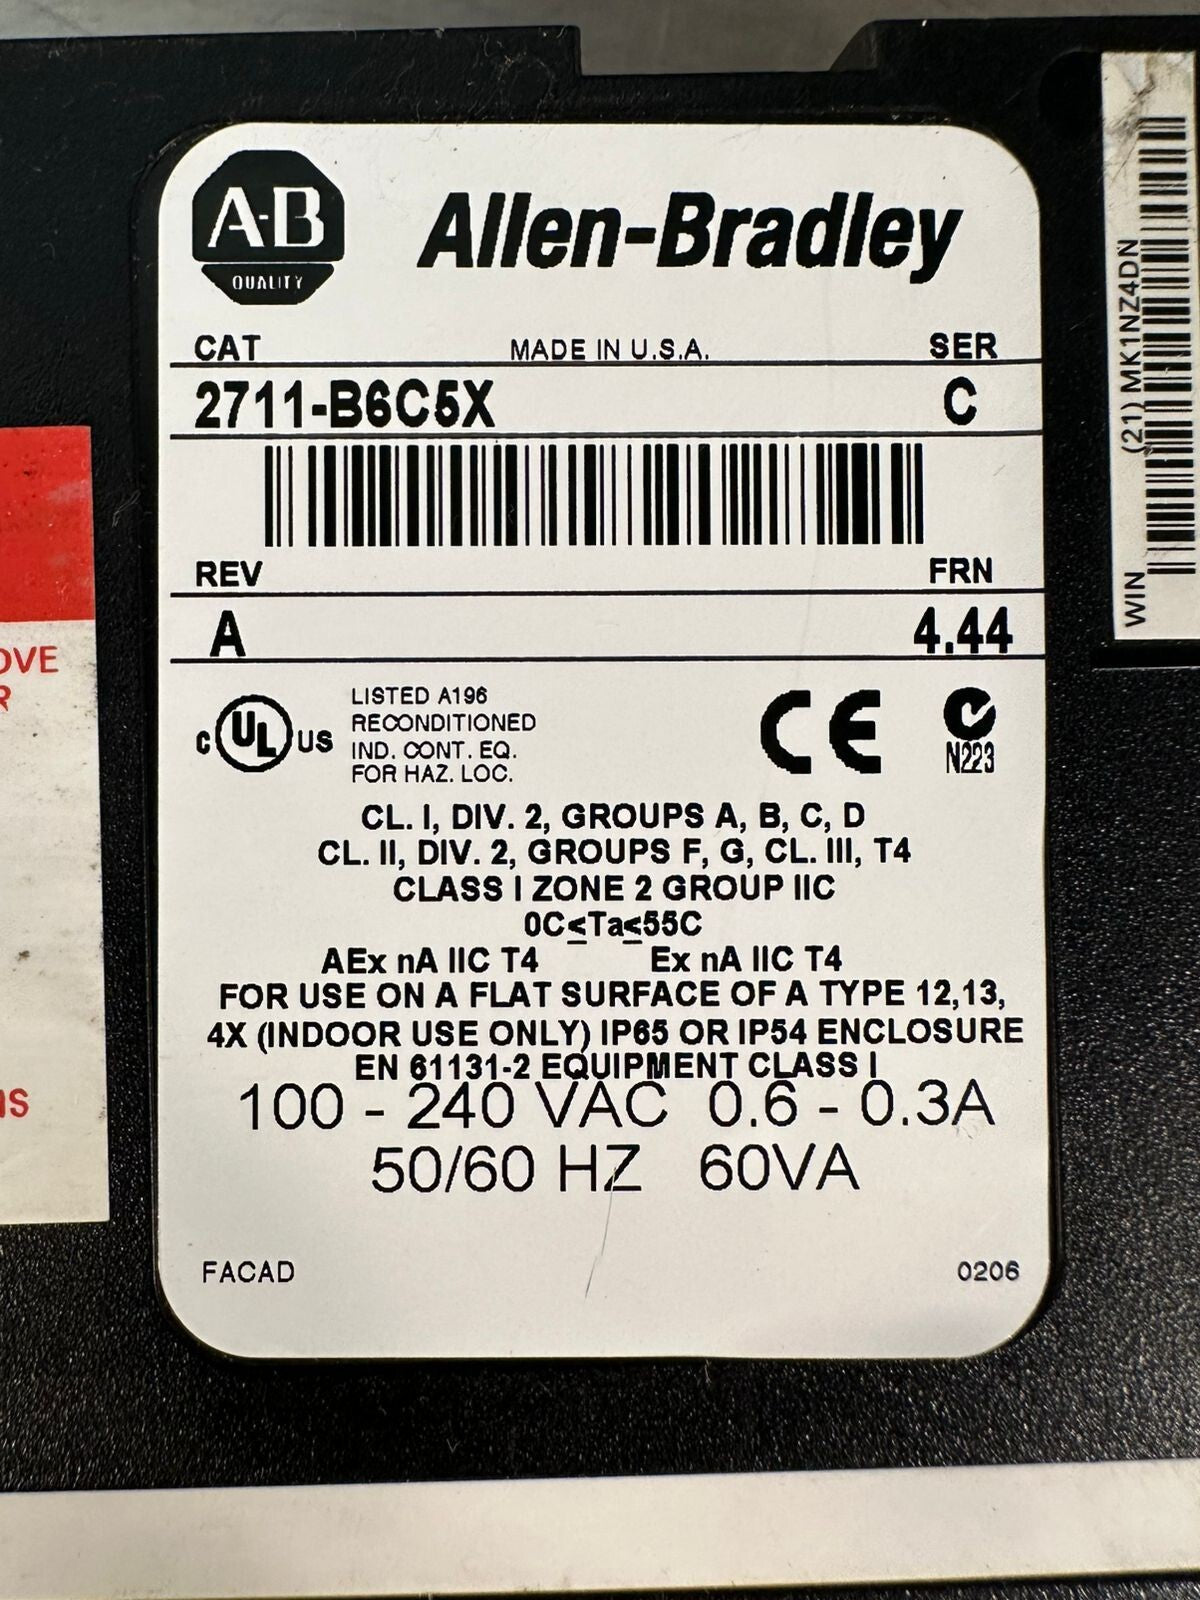 A-B
QUALITY
Allen-Bradley
CAT MADE IN U.S.A. SER
2711-B6C5X C
REV FRN
A 4.44
C UL US
LISTED A196
RECONDITIONED
IND. CONT. EQ.
FOR HAZ. LOC.
CE
N223
CL. I, DIV. 2, GROUPS A, B, C, D
CL. II, DIV. 2, GROUPS F, G, CL. III, T4
CLASS I ZONE 2 GROUP IIC
0C≤Ta≤55C
AEx nA IIC T4 Ex nA IIC T4
FOR USE ON A FLAT SURFACE OF A TYPE 12,13,
4X (INDOOR USE ONLY) IP65 OR IP54 ENCLOSURE
EN 61131-2 EQUIPMENT CLASS I
100 - 240 VAC 0.6 - 0.3A
50/60 HZ 60VA
FACAD 0206
WIN (21) MK1NZ4DN